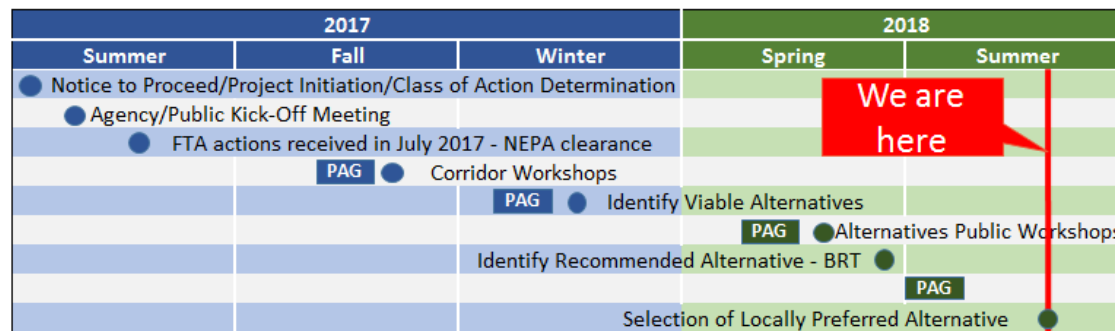 2017 2018
Summer Fall Winter Spring Summer
Notice to Proceed/Project Initiation/Class of Action Determination
We are
here
Agency/Public Kick-Off Meeting
FTA actions received in July 2017 - NEPA clearance
PAG Corridor Workshops
PAG Identify Viable Alternatives
PAG Alternatives Public Workshops
Identify Recommended Alternative - BRT
PAG
Selection of Locally Preferred Alternative